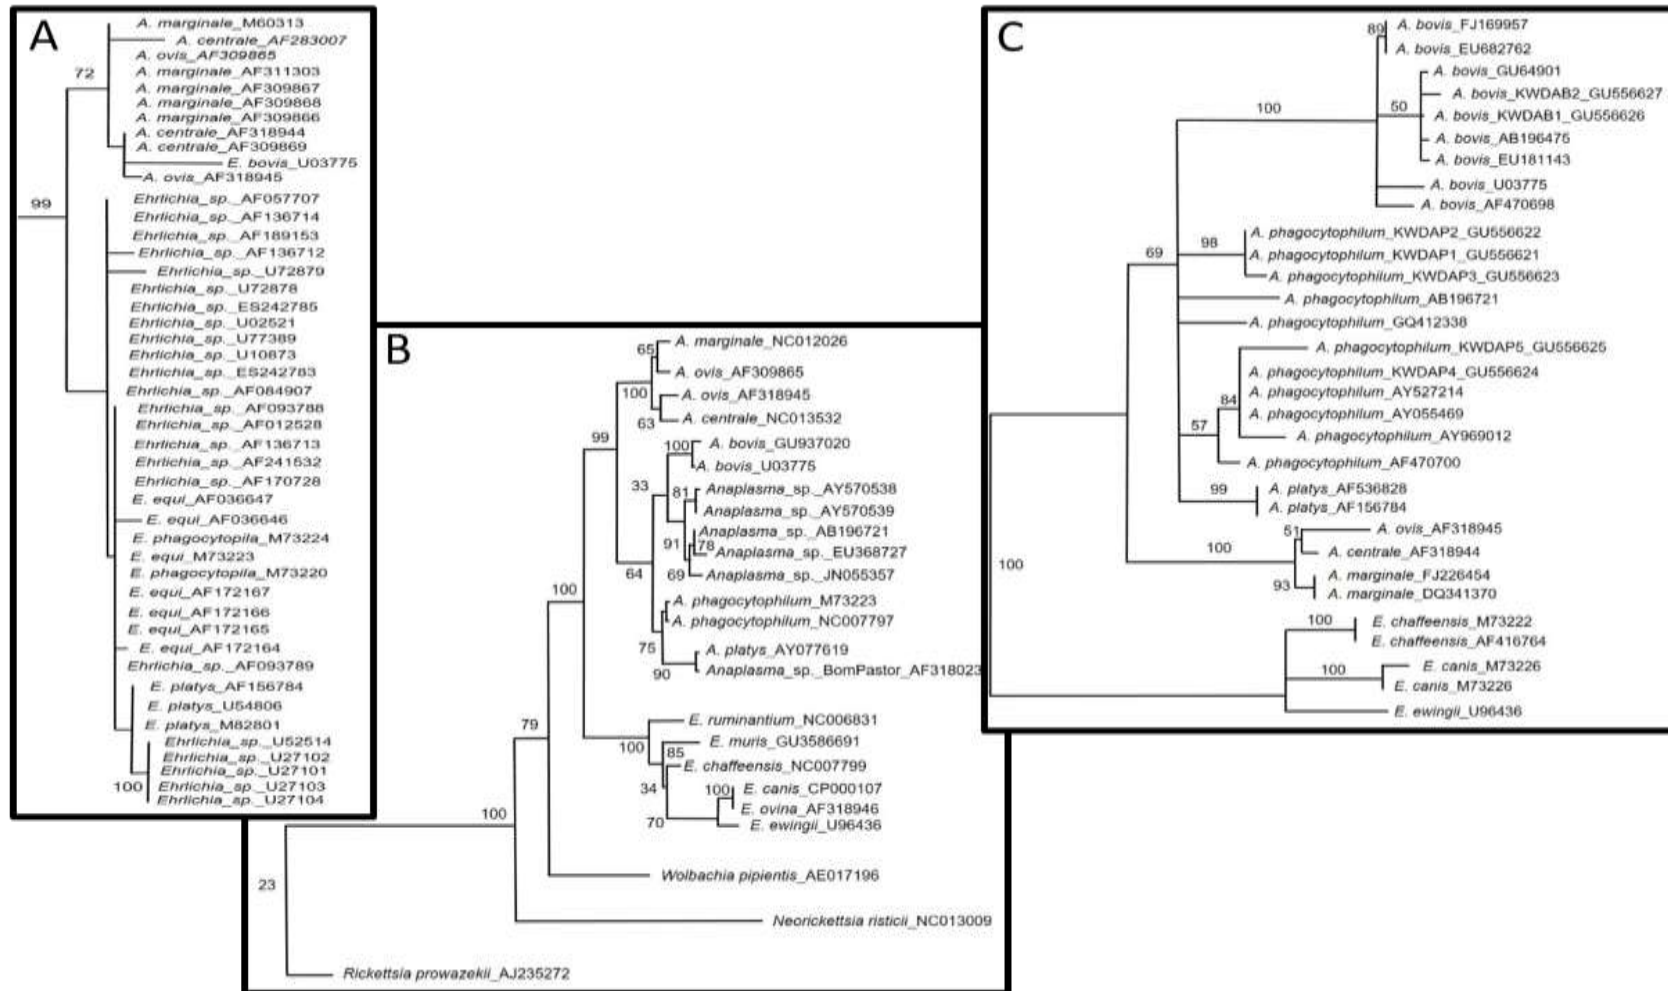 A
A. marginale_M60313
A. centrale_AF283007
A. ovis_AF309865
72
A. marginale_AF311303
A. marginale_AF309867
A. marginale_AF309868
A. marginale_AF309866
A. centrale_AF318944
A. centrale_AF309869
E. bovis_U03775
A. ovis_AF318945
99
Ehrlichia_sp._AF057707
Ehrlichia_sp._AF136714
Ehrlichia_sp._AF189153
Ehrlichia_sp._AF136712
Ehrlichia_sp._U72879
Ehrlichia_sp._U72878
Ehrlichia_sp._ES242785
Ehrlichia_sp._U02521
Ehrlichia_sp._U77389
Ehrlichia_sp._U10873
Ehrlichia_sp._ES242783
Ehrlichia_sp._AF084907
Ehrlichia_sp._AF093788
Ehrlichia_sp._AF012528
Ehrlichia_sp._AF136713
Ehrlichia_sp._AF241532
Ehrlichia_sp._AF170728
E. equi_AF036647
E. equi_AF036646
E. phagocytopila_M73224
E. equi_M73223
E. phagocytopila_M73220
E. equi_AF172167
E. equi_AF172166
E. equi_AF172165
E. equi_AF172164
Ehrlichia_sp._AF093789
E. platys_AF156784
E. platys_U54806
E. platys_M82801
Ehrlichia_sp._U52514
Ehrlichia_sp._U27102
Ehrlichia_sp._U27101
100
Ehrlichia_sp._U27103
Ehrlichia_sp._U27104
B
A. marginale_NC012026
65
A. ovis_AF309865
100
A. ovis_AF318945
63
A. centrale_NC013532
99
100
A. bovis_GU937020
A. bovis_U03775
33
81
Anaplasma_sp._AY570538
Anaplasma_sp._AY570539
Anaplasma_sp._AB196721
91
78
Anaplasma_sp._EU368727
64
69
Anaplasma_sp._JN055357
100
A. phagocytophilum_M73223
A. phagocytophilum_NC007797
75
A. platys_AY077619
90
Anaplasma_sp._BomPastor_AF318023
79
E. ruminantium_NC006831
100
E. muris_GU3586691
85
E. chaffeensis_NC007799
34
100
E. canis_CP000107
E. ovina_AF318946
70
E. ewingii_U96436
100
Wolbachia pipientis_AE017196
23
Neorickettsia risticii_NC013009
Rickettsia prowazekii_AJ235272
C
89
A. bovis_FJ169957
A. bovis_EU682762
A. bovis_GU64901
A. bovis_KWDAB2_GU556627
100
50
A. bovis_KWDAB1_GU556626
A. bovis_AB196475
A. bovis_EU181143
A. bovis_U03775
A. bovis_AF470698
A. phagocytophilum_KWDAP2_GU556622
69
98
A. phagocytophilum_KWDAP1_GU556621
A. phagocytophilum_KWDAP3_GU556623
A. phagocytophilum_AB196721
A. phagocytophilum_GQ412338
A. phagocytophilum_KWDAP5_GU556625
A. phagocytophilum_KWDAP4_GU556624
A. phagocytophilum_AY527214
84
A. phagocytophilum_AY055469
57
A. phagocytophilum_AY969012
A. phagocytophilum_AF470700
99
A. platys_AF536828
A. platys_AF156784
51
A. ovis_AF318945
100
A. centrale_AF318944
100
A. marginale_FJ226454
93
A. marginale_DQ341370
100
E. chaffeensis_M73222
E. chaffeensis_AF416764
100
E. canis_M73226
E. canis_M73226
E. ewingii_U96436